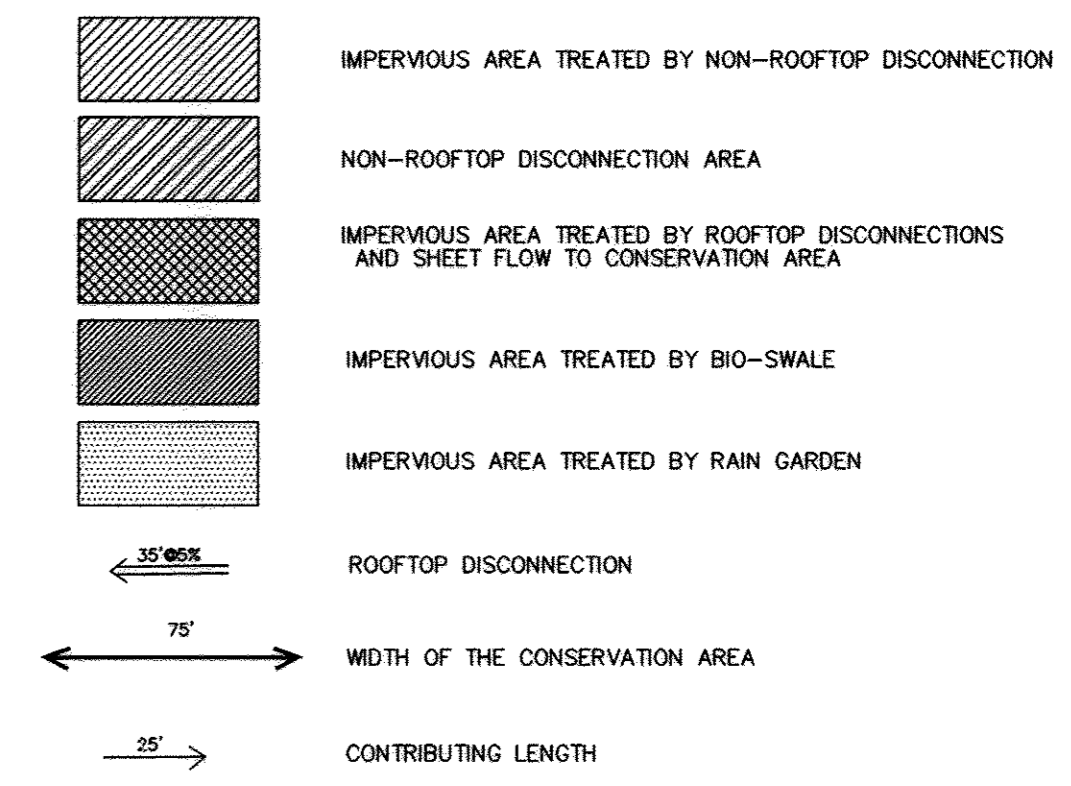 IMPERVIOUS AREA TREATED BY NON-ROOFTOP DISCONNECTION
NON-ROOFTOP DISCONNECTION AREA
IMPERVIOUS AREA TREATED BY ROOFTOP DISCONNECTIONS
AND SHEET FLOW TO CONSERVATION AREA
IMPERVIOUS AREA TREATED BY BIO-SWALE
IMPERVIOUS AREA TREATED BY RAIN GARDEN
35'@5% ROOFTOP DISCONNECTION
75' WIDTH OF THE CONSERVATION AREA
25' CONTRIBUTING LENGTH